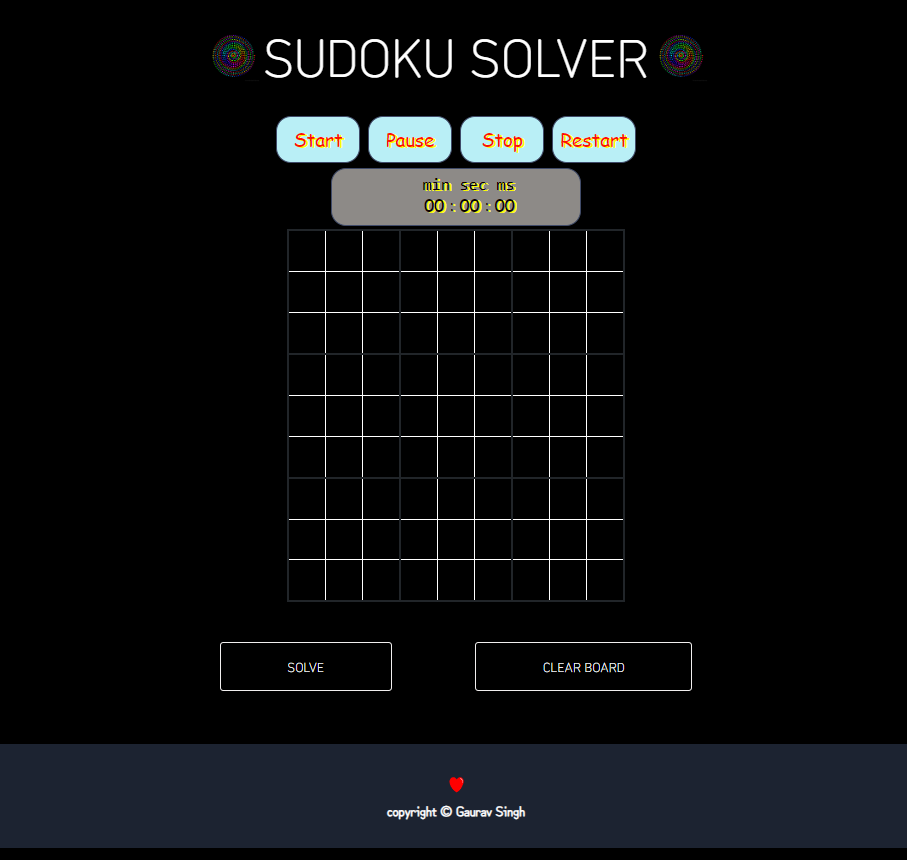 SUDOKU SOLVER
Start Pause Stop Restart
min sec ms
00 : 00 : 00
SOLVE CLEAR BOARD
copyright © Gaurav Singh